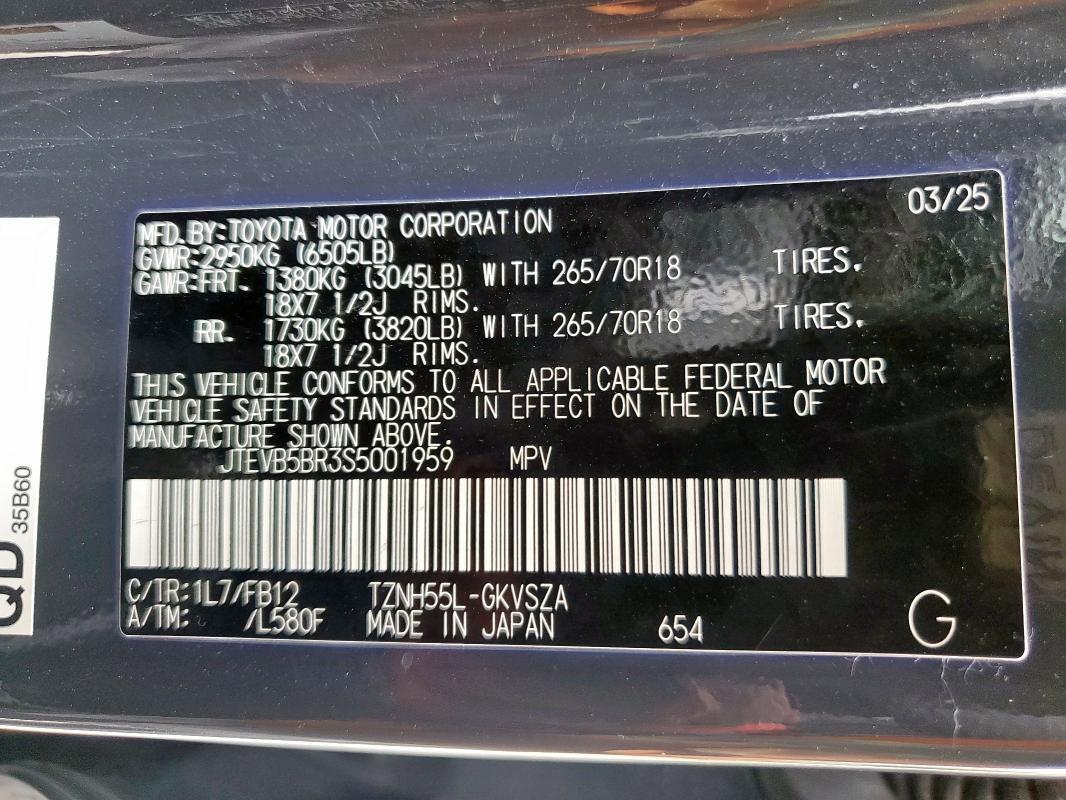 03/25
MFD.BY:TOYOTA MOTOR CORPORATION
GVWR:2950KG (6505LB)
GAWR:FRT. 1380KG (3045LB) WITH 265/70R18 TIRES.
18X7 1/2J RIMS.
RR. 1730KG (3820LB) WITH 265/70R18 TIRES.
18X7 1/2J RIMS.
THIS VEHICLE CONFORMS TO ALL APPLICABLE FEDERAL MOTOR
VEHICLE SAFETY STANDARDS IN EFFECT ON THE DATE OF
MANUFACTURE SHOWN ABOVE.
JTEVB5BR3S5001959 MPV
C/TR:1L7/FB12 TZNH55L-GKVSZA
A/TM: /L580F MADE IN JAPAN 654 G
QD
35B60